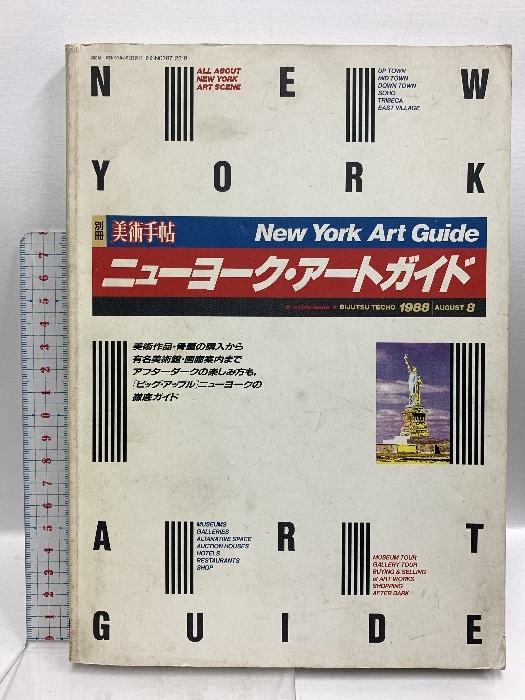 N E W
ALL ABOUT
NEW YORK
ART SCENE
UP TOWN
MID TOWN
DOWN TOWN
SOHO
TRIBECA
EAST VILLAGE
Y O R K
別冊 美術手帖
New York Art Guide
ニューヨーク・アートガイド
BIJUTSU TECHO 1988 AUGUST 8
美術作品・骨董の購入から
有名美術館・画廊案内まで
アフター・ダークの楽しみ方も。
[ビッグ・アップル]ニューヨークの
徹底ガイド
A R T
MUSEUMS
GALLERIES
ALTANATIVE SPACE
AUCTION HOUSES
HOTELS
RESTAURANTS
SHOP
MUSEUM TOUR
GALLERY TOUR
BUYING & SELLING
of ART WORKS
SHOPPING
AFTER DARK
G U I D E